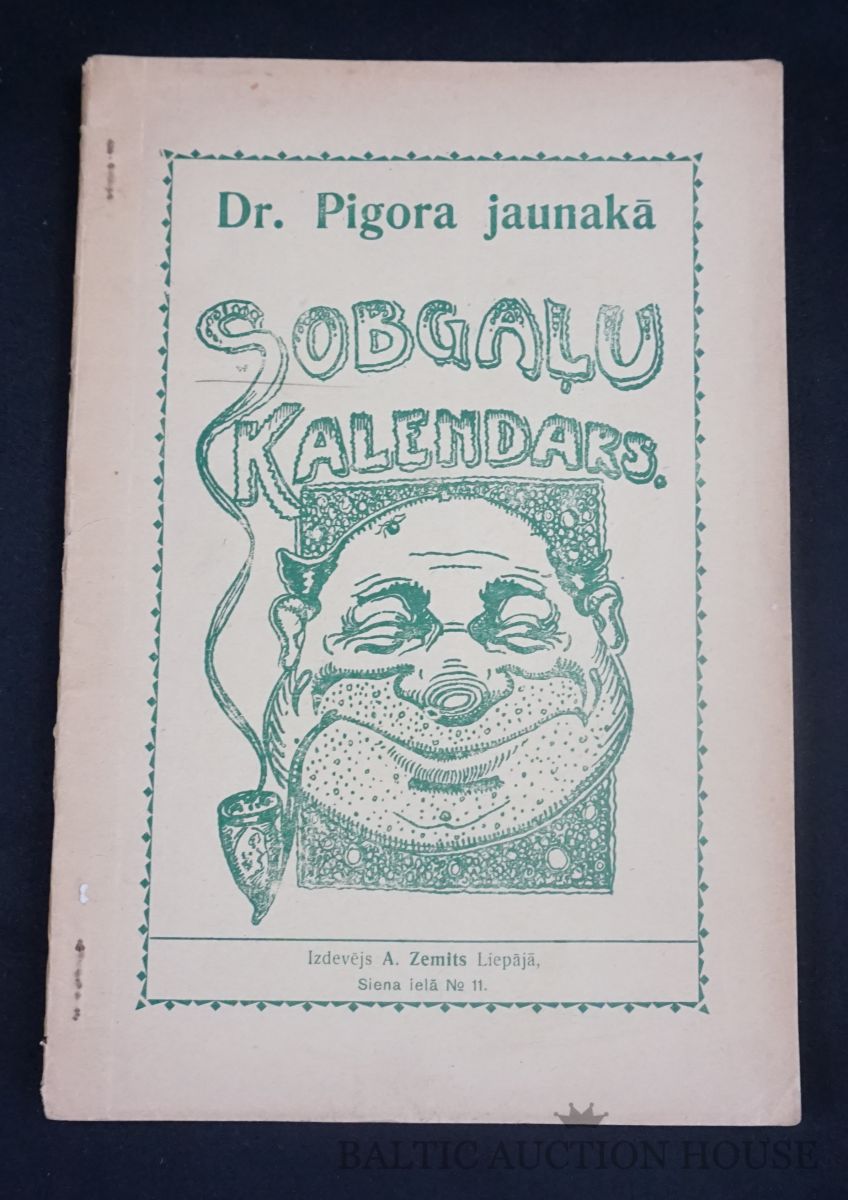 Dr. Pigora jaunakā
SOBGAĻU
KALENDARS.
Izdevējs A. Zemits Liepājā,
Siena ielā № 11.
BALTIC AUCTION HOUSE